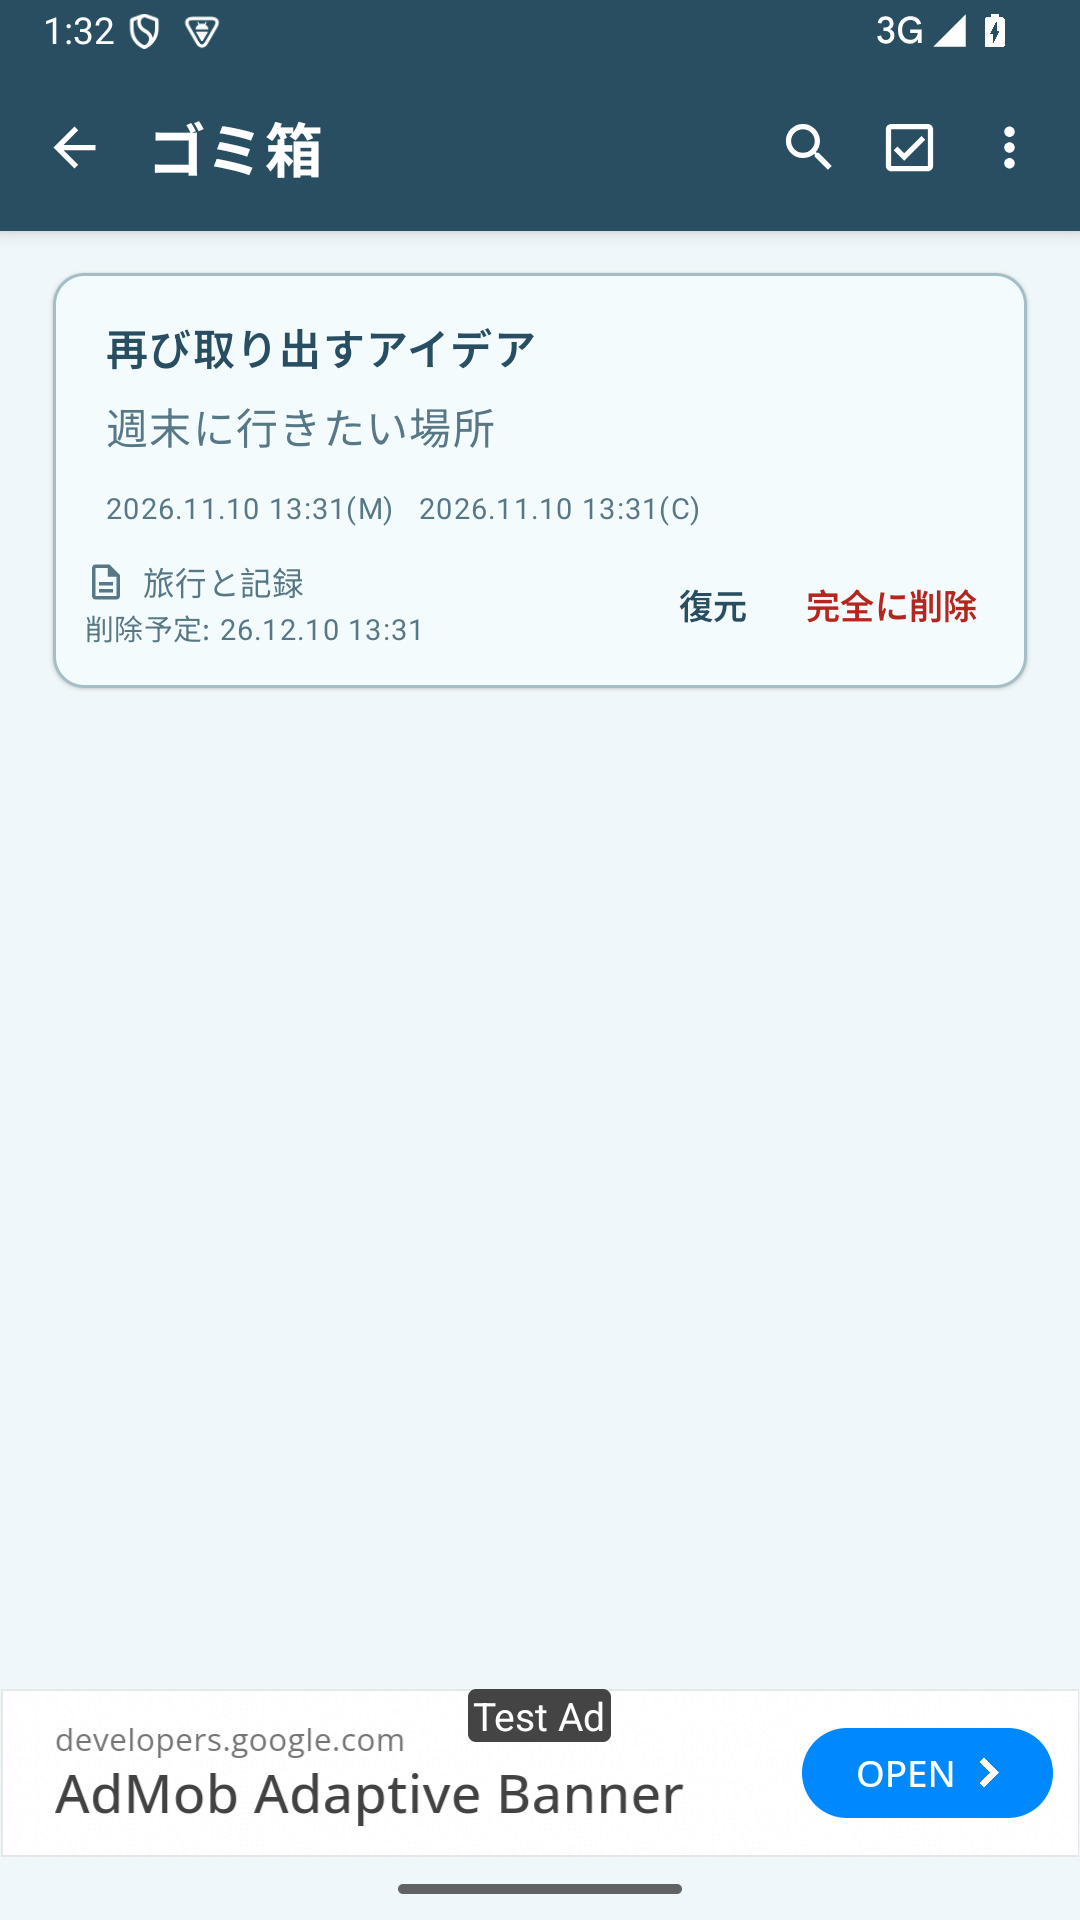 1:32
3G
ゴミ箱
再び取り出すアイデア
週末に行きたい場所
2026.11.10 13:31(M) 2026.11.10 13:31(C)
旅行と記録
削除予定: 26.12.10 13:31
復元
完全に削除
Test Ad
developers.google.com
AdMob Adaptive Banner
OPEN